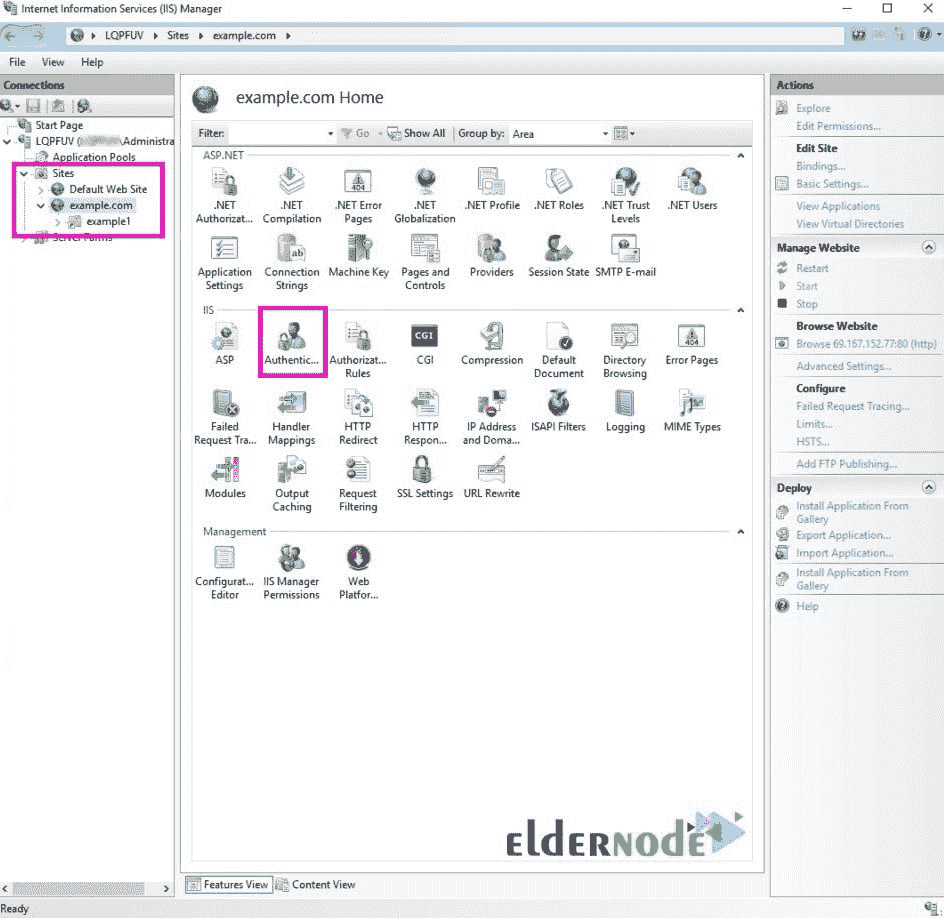 Internet Information Services (IIS) Manager
LQPFUV Sites example.com
File View Help
Connections
Start Page
LQPFUV ( \Administra
Application Pools
Sites
Default Web Site
example.com
example1
Server Farms
example.com Home
Filter: Go Show All Group by: Area
ASP.NET
.NET Authorizat...
.NET Compilation
.NET Error Pages
.NET Globalization
.NET Profile
.NET Roles
.NET Trust Levels
.NET Users
Application Settings
Connection Strings
Machine Key
Pages and Controls
Providers
Session State
SMTP E-mail
IIS
ASP
Authentic...
Authorizat... Rules
CGI
Compression
Default Document
Directory Browsing
Error Pages
Failed Request Tra...
Handler Mappings
HTTP Redirect
HTTP Respon...
IP Address and Doma...
ISAPI Filters
Logging
MIME Types
Modules
Output Caching
Request Filtering
SSL Settings
URL Rewrite
Management
Configurat... Editor
IIS Manager Permissions
Web Platfor...
ELDERNODE
Features View Content View
Actions
Explore
Edit Permissions...
Edit Site
Bindings...
Basic Settings...
View Applications
View Virtual Directories
Manage Website
Restart
Start
Stop
Browse Website
Browse 69.167.152.77:80 (http)
Advanced Settings...
Configure
Failed Request Tracing...
Limits...
HSTS...
Add FTP Publishing...
Deploy
Install Application From
Gallery
Export Application...
Import Application...
Install Application From
Gallery
Help
Ready